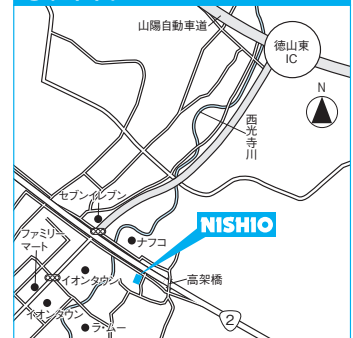 山陽自動車道
徳山東
IC
N
西光寺川
セブンイレブン
NISHIO
ファミリー
マート
ナフコ
イオンタウン
高架橋
イオンタウン
ラ・ムー
2